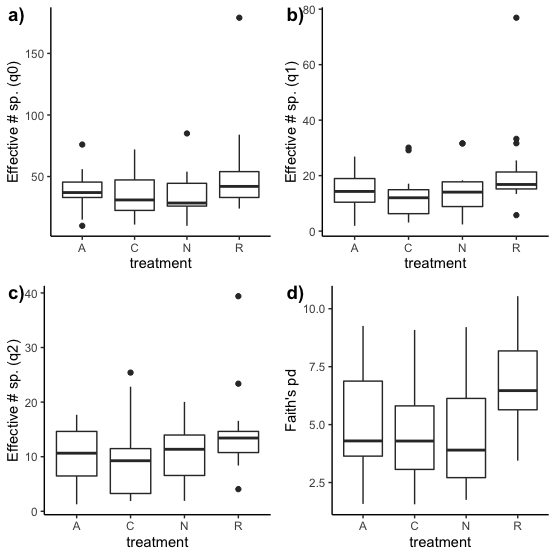 a)
Effective # sp. (q0)
150
100
50
A C N R
treatment
b)
Effective # sp. (q1)
80
60
40
20
0
A C N R
treatment
c)
Effective # sp. (q2)
40
30
20
10
0
A C N R
treatment
d)
Faith's pd
10.0
7.5
5.0
2.5
A C N R
treatment